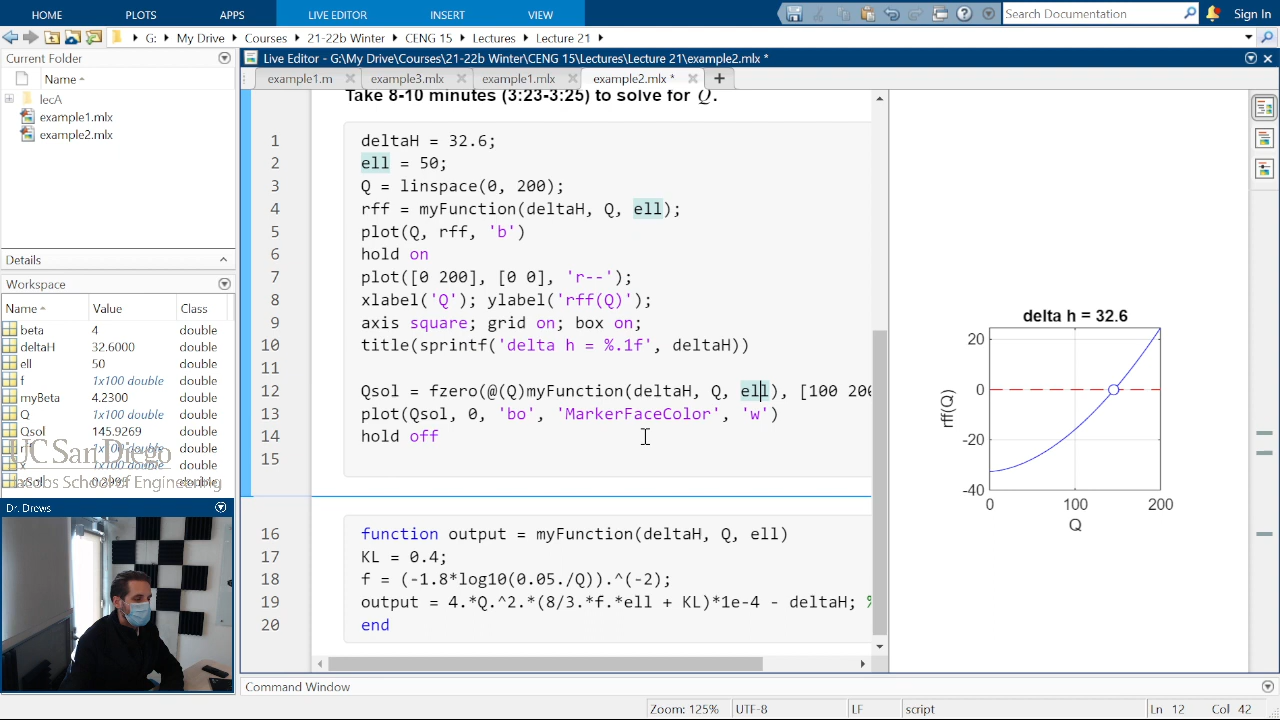 HOME PLOTS APPS LIVE EDITOR INSERT VIEW Search Documentation Sign In
G: My Drive Courses 21-22b Winter CENG 15 Lectures Lecture 21
Current Folder
Name
lecA
example1.mlx
example2.mlx
Details
Workspace
Name Value Class
beta 4 double
deltaH 32.6000 double
ell 50 double
f 1x100 double double
myBeta 4.2300 double
Q 1x100 double double
Qsol 145.9269 double
1x100 double double
x 1x100 double double
double
UC San Diego
Jacobs School of Engineering
Dr. Drews
Live Editor - G:\My Drive\Courses\21-22b Winter\CENG 15\Lectures\Lecture 21\example2.mlx *
example1.m example3.mlx example1.mlx example2.mlx * +
Take 8-10 minutes (3:23-3:25) to solve for Q.
1 deltaH = 32.6;
2 ell = 50;
3 Q = linspace(0, 200);
4 rff = myFunction(deltaH, Q, ell);
5 plot(Q, rff, 'b')
6 hold on
7 plot([0 200], [0 0], 'r--');
8 xlabel('Q'); ylabel('rff(Q)');
9 axis square; grid on; box on;
10 title(sprintf('delta h = %.1f', deltaH))
11
12 Qsol = fzero(@(Q)myFunction(deltaH, Q, ell), [100 200
13 plot(Qsol, 0, 'bo', 'MarkerFaceColor', 'w')
14 hold off
15
16 function output = myFunction(deltaH, Q, ell)
17 KL = 0.4;
18 f = (-1.8*log10(0.05./Q)).^(-2);
19 output = 4.*Q.^2.*(8/3.*f.*ell + KL)*1e-4 - deltaH; %
20 end
delta h = 32.6
20
0
-20
-40
rff(Q)
0 100 200
Q
Command Window
Zoom: 125% UTF-8 LF script Ln 12 Col 42